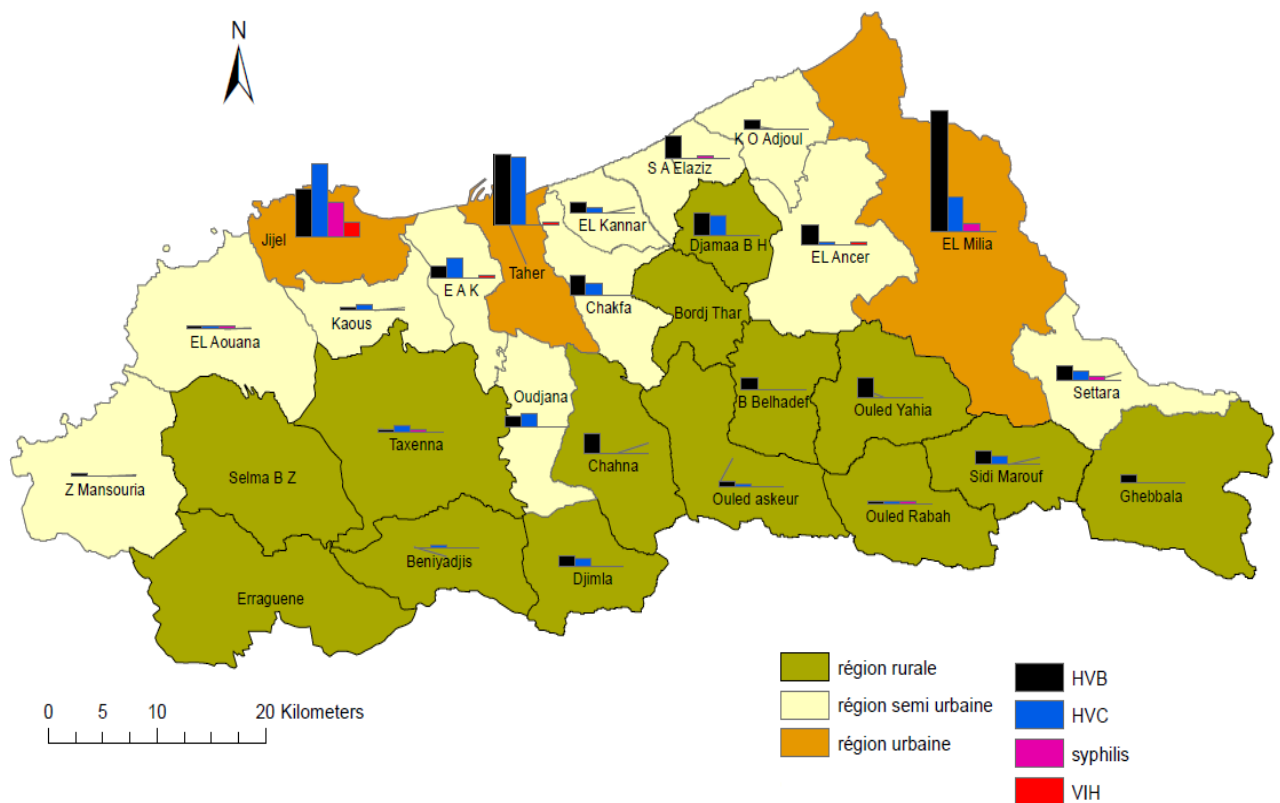 N
K O Adjoul
S A Elaziz
EL Kannar
Djamaa B H
EL Ancer
EL Milia
Jijel
Taher
E A K
Chakfa
Bordj Thar
Kaous
EL Aouana
Settara
Oudjana
B Belhadef
Ouled Yahia
Taxenna
Chahna
Sidi Marouf
Selma B Z
Z Mansouria
Ouled askeur
Ghebbala
Ouled Rabah
Beniyadjis
Djimla
Erraguene
0 5 10 20 Kilometers
région rurale
région semi urbaine
région urbaine
HVB
HVC
syphilis
VIH